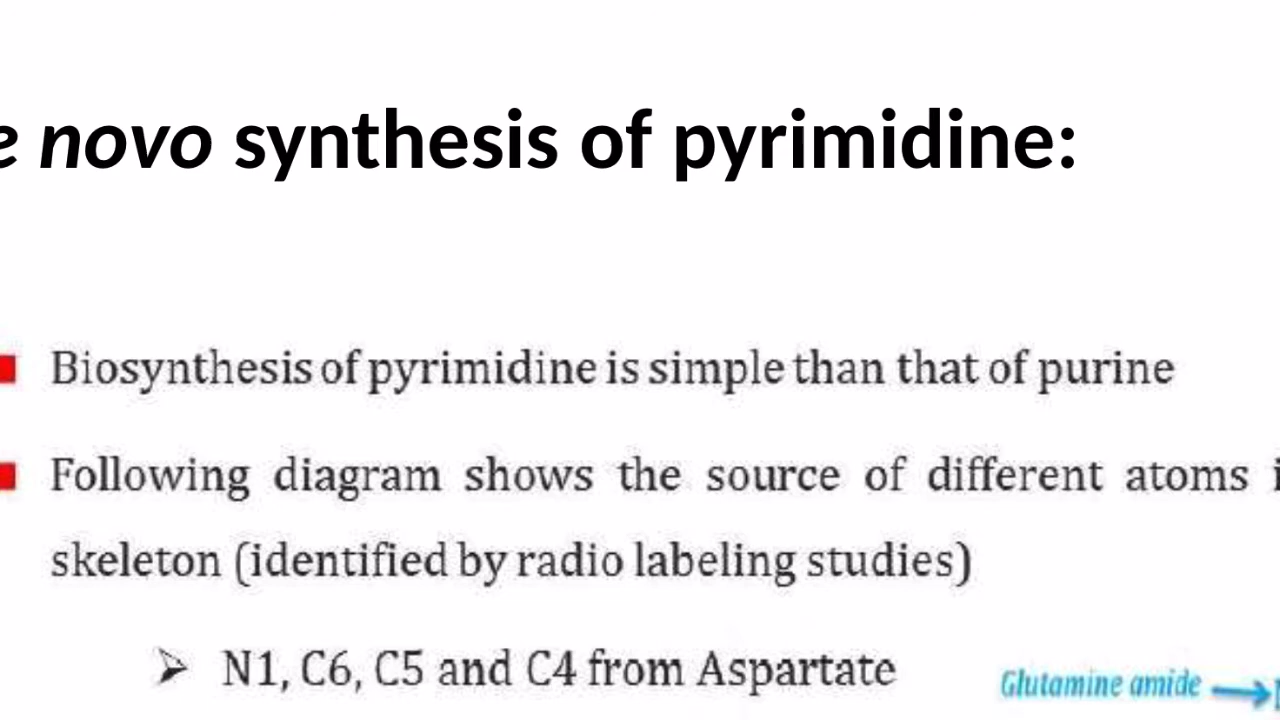 e novo synthesis of pyrimidine:
Biosynthesis of pyrimidine is simple than that of purine
Following diagram shows the source of different atoms
skeleton (identified by radio labeling studies)
N1, C6, C5 and C4 from Aspartate
Glutamine amide